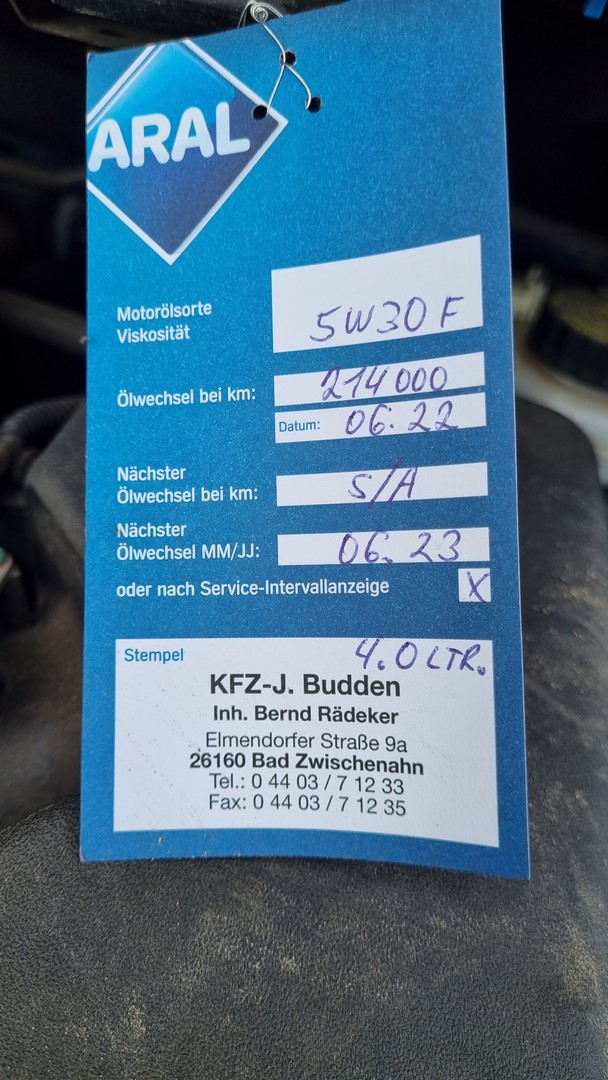 ARAL
Motorölsorte
Viskosität
5W30 F
Ölwechsel bei km:
214000
Datum: 06.22
Nächster
Ölwechsel bei km:
S/A
Nächster
Ölwechsel MM/JJ:
06.23
oder nach Service-Intervallanzeige X
Stempel 4.0 LTR.
KFZ-J. Budden
Inh. Bernd Rädeker
Elmendorfer Straße 9a
26160 Bad Zwischenahn
Tel.: 0 44 03 / 7 12 33
Fax: 0 44 03 / 7 12 35